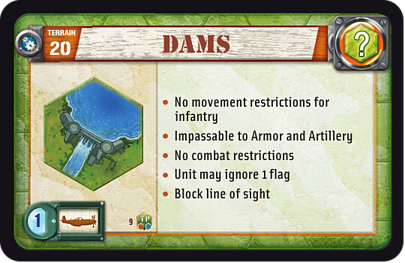 TERRAIN
20
DAMS
?
• No movement restrictions for
infantry
• Impassable to Armor and Artillery
• No combat restrictions
• Unit may ignore 1 flag
• Block line of sight
1
9